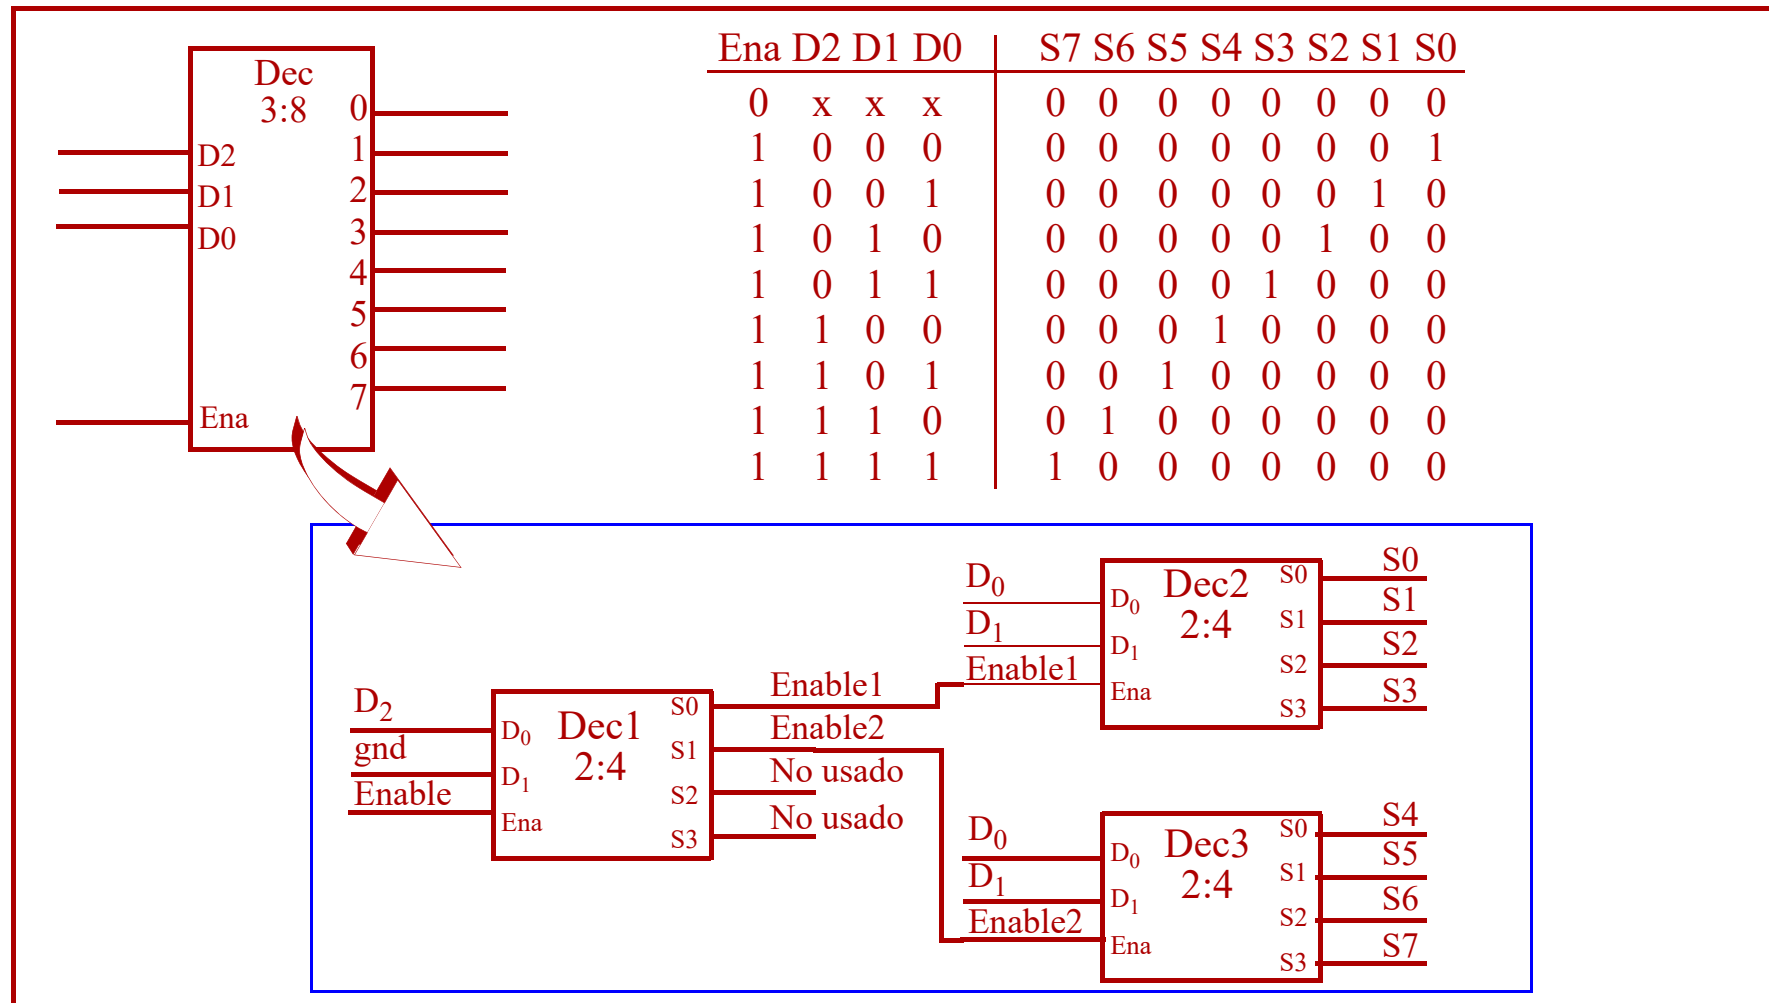 Dec
3:8
0
1
2
3
4
5
6
7
D2
D1
D0
Ena
Ena D2 D1 D0 S7 S6 S5 S4 S3 S2 S1 S0
0 x x x 0 0 0 0 0 0 0 0
1 0 0 0 0 0 0 0 0 0 0 1
1 0 0 1 0 0 0 0 0 0 1 0
1 0 1 0 0 0 0 0 0 1 0 0
1 0 1 1 0 0 0 0 1 0 0 0
1 1 0 0 0 0 0 1 0 0 0 0
1 1 0 1 0 0 1 0 0 0 0 0
1 1 1 0 0 1 0 0 0 0 0 0
1 1 1 1 1 0 0 0 0 0 0 0
D2
gnd
Enable
D0
D1
Ena
Dec1
2:4
S0
S1
S2
S3
Enable1
Enable2
No usado
No usado
D0
D1
Enable1
D0
D1
Ena
Dec2
2:4
S0
S1
S2
S3
S0
S1
S2
S3
D0
D1
Enable2
D0
D1
Ena
Dec3
2:4
S0
S1
S2
S3
S4
S5
S6
S7